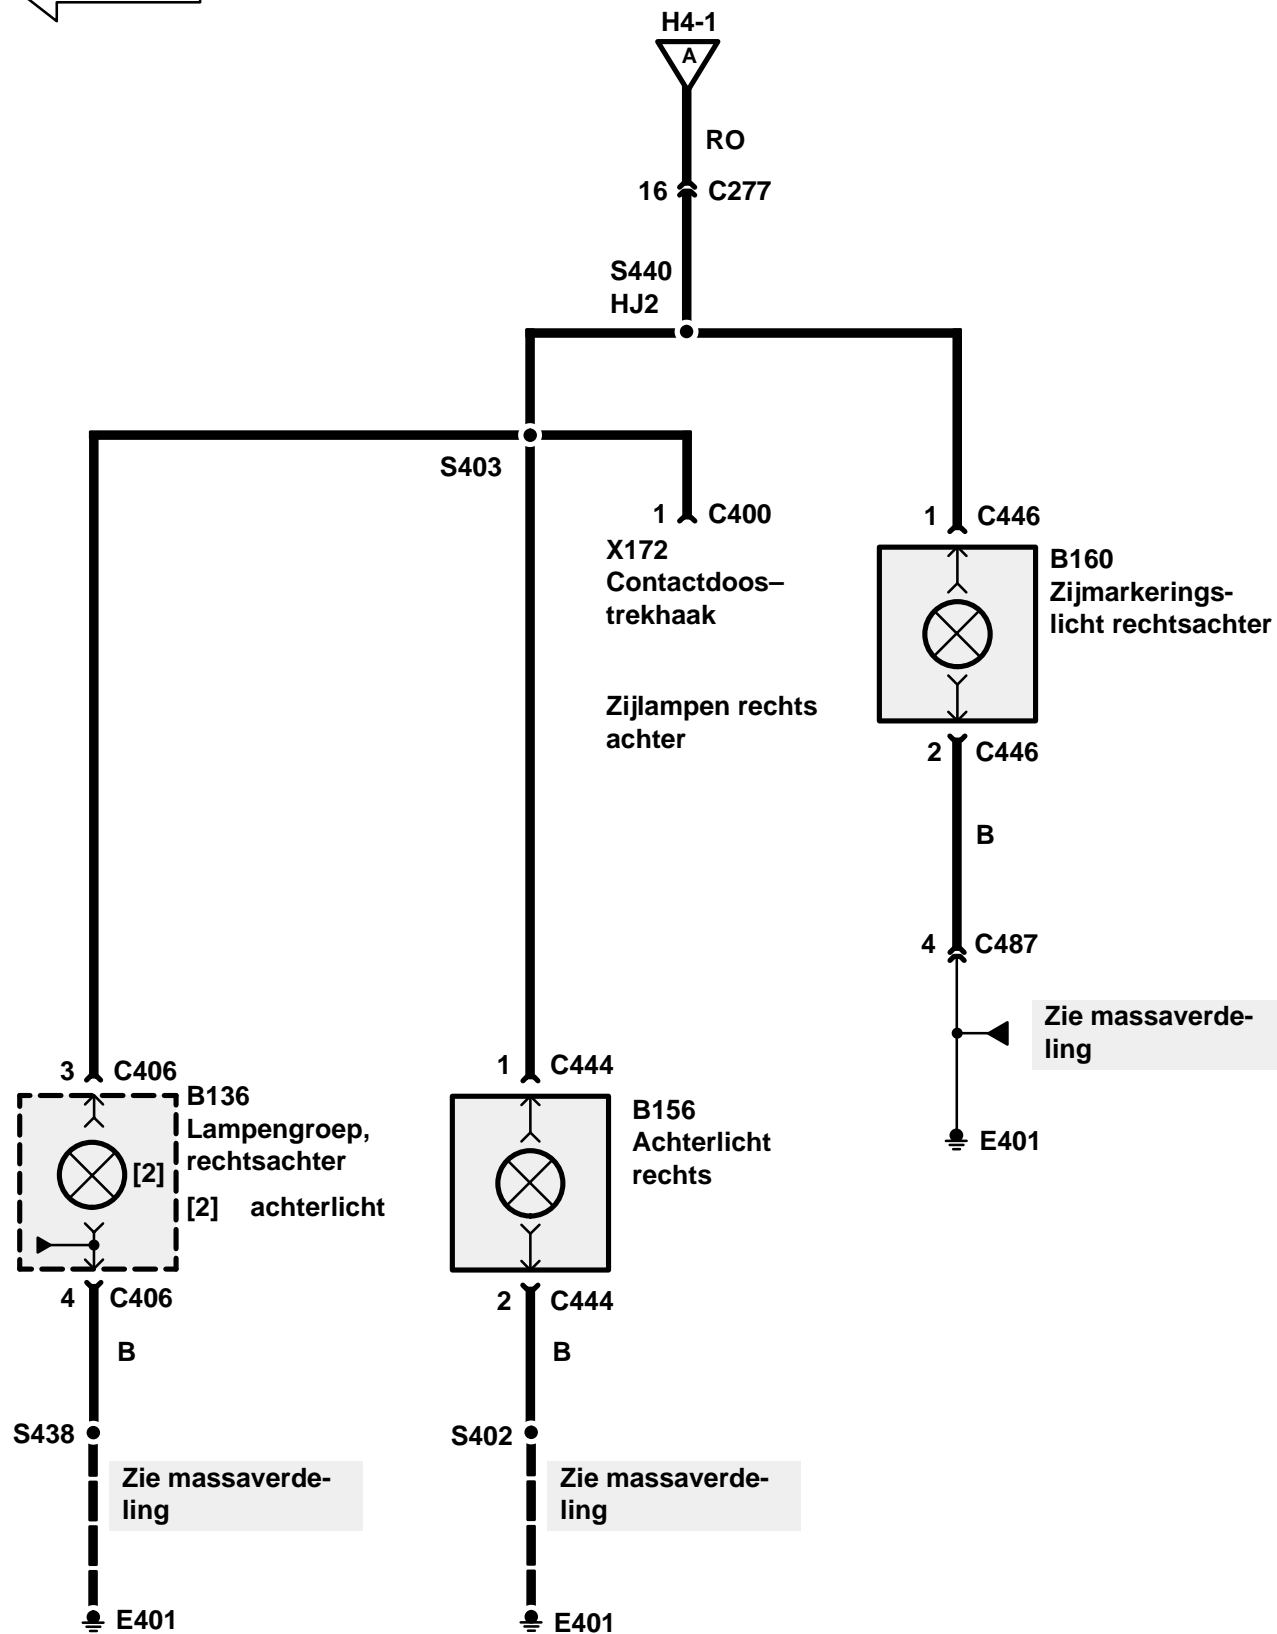 H4-1
A
RO
16 C277
S440
HJ2
S403
1 C400
X172
Contactdoos–
trekhaak
Zijlampen rechts
achter
1 C446
B160
Zijmarkerings-
licht rechtsachter
2 C446
B
4 C487
Zie massaverde-
ling
E401
3 C406
B136
Lampengroep,
rechtsachter
[2]
[2] achterlicht
4 C406
B
S438
Zie massaverde-
ling
E401
1 C444
B156
Achterlicht
rechts
2 C444
B
S402
Zie massaverde-
ling
E401